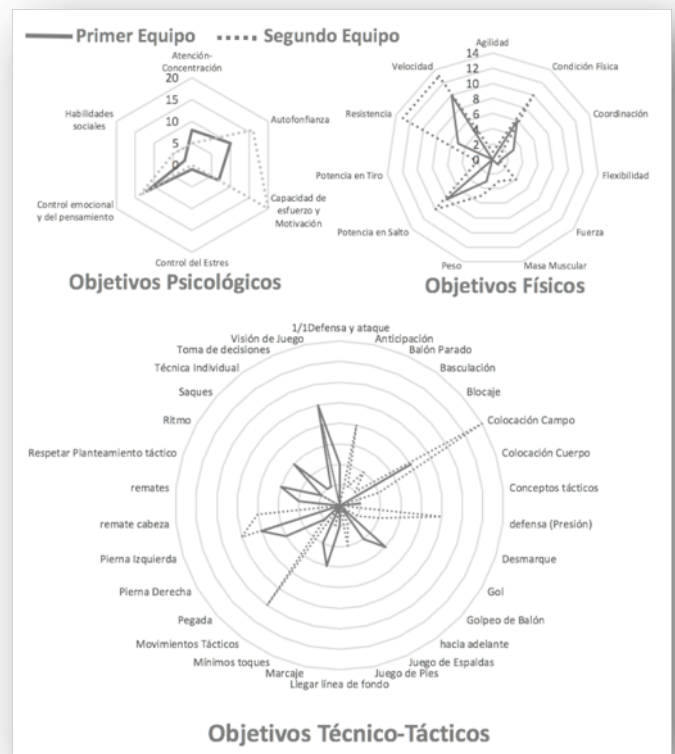 Primer Equipo
Segundo Equipo
Atención-
Concentración
20
15
10
5
0
Autofonfianza
Capacidad de
esfuerzo y
Motivación
Control del Estres
Control emocional
y del pensamiento
Habilidades
sociales
Objetivos Psicológicos
Agilidad
14
12
10
8
6
4
2
0
Condición Física
Coordinación
Flexibilidad
Fuerza
Masa Muscular
Peso
Potencia en Salto
Potencia en Tiro
Resistencia
Velocidad
Objetivos Físicos
1/1Defensa y ataque
Anticipación
Balón Parado
Basculación
Blocaje
Colocación Campo
Colocación Cuerpo
Conceptos tácticos
defensa (Presión)
Desmarque
Gol
Golpeo de Balón
hacia adelante
Juego de Espaldas
Juego de Pies
Llegar línea de fondo
Marcaje
Mínimos toques
Movimientos Tácticos
Pegada
Pierna Derecha
Pierna Izquierda
remate cabeza
remates
Respetar Planteamiento táctico
Ritmo
Saques
Técnica Individual
Toma de decisiones
Visión de Juego
Objetivos Técnico-Tácticos